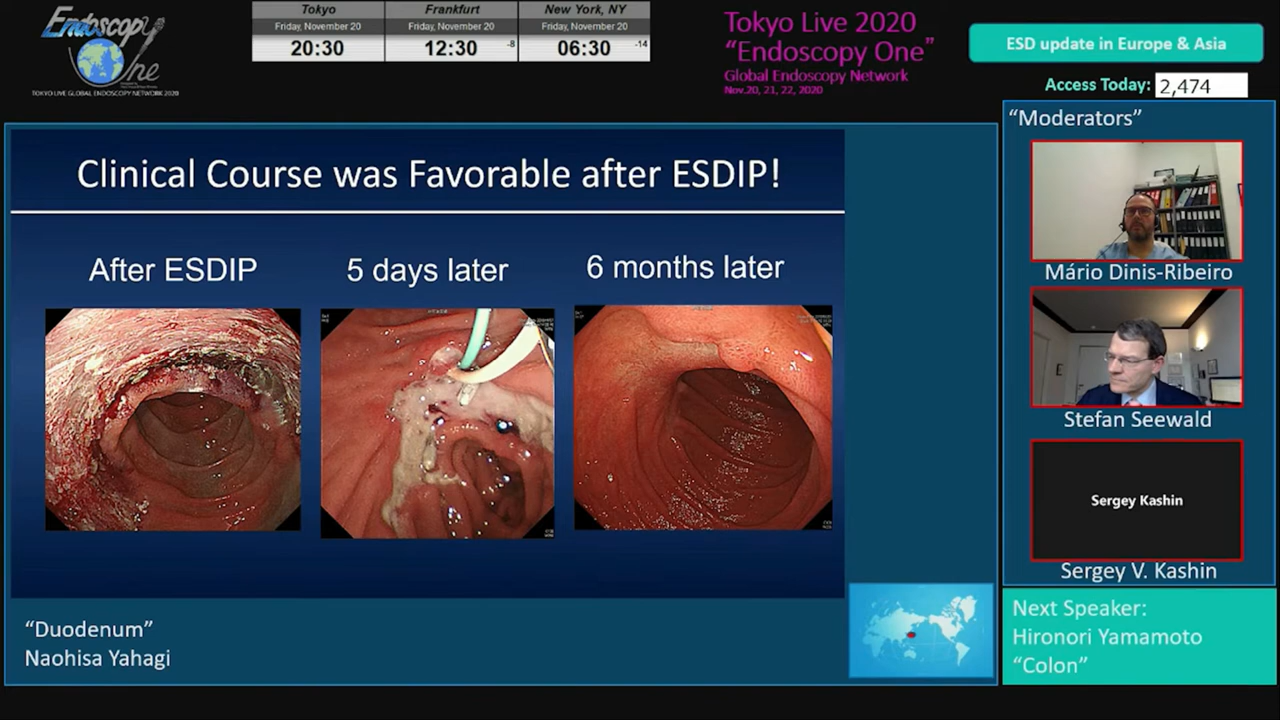 Endoscopy
One
TOKYO LIVE GLOBAL ENDOSCOPY NETWORK 2020
Tokyo
Friday, November 20
20:30
Frankfurt
Friday, November 20
12:30
-8
New York, NY
Friday, November 20
06:30
-14
Tokyo Live 2020
“Endoscopy One”
Global Endoscopy Network
Nov.20, 21, 22, 2020
ESD update in Europe & Asia
Access Today: 2,474
Clinical Course was Favorable after ESDIP!
After ESDIP
5 days later
6 months later
“Duodenum”
Naohisa Yahagi
“Moderators”
Mário Dinis-Ribeiro
Stefan Seewald
Sergey Kashin
Sergey V. Kashin
Next Speaker:
Hironori Yamamoto
“Colon”